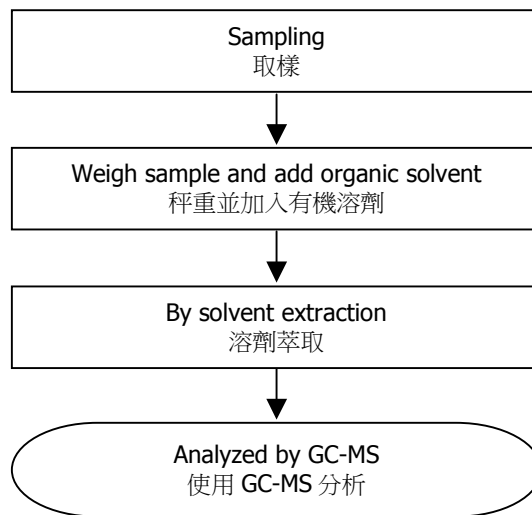 Sampling
取樣
Weigh sample and add organic solvent
秤重並加入有機溶劑
By solvent extraction
溶劑萃取
Analyzed by GC-MS
使用 GC-MS 分析